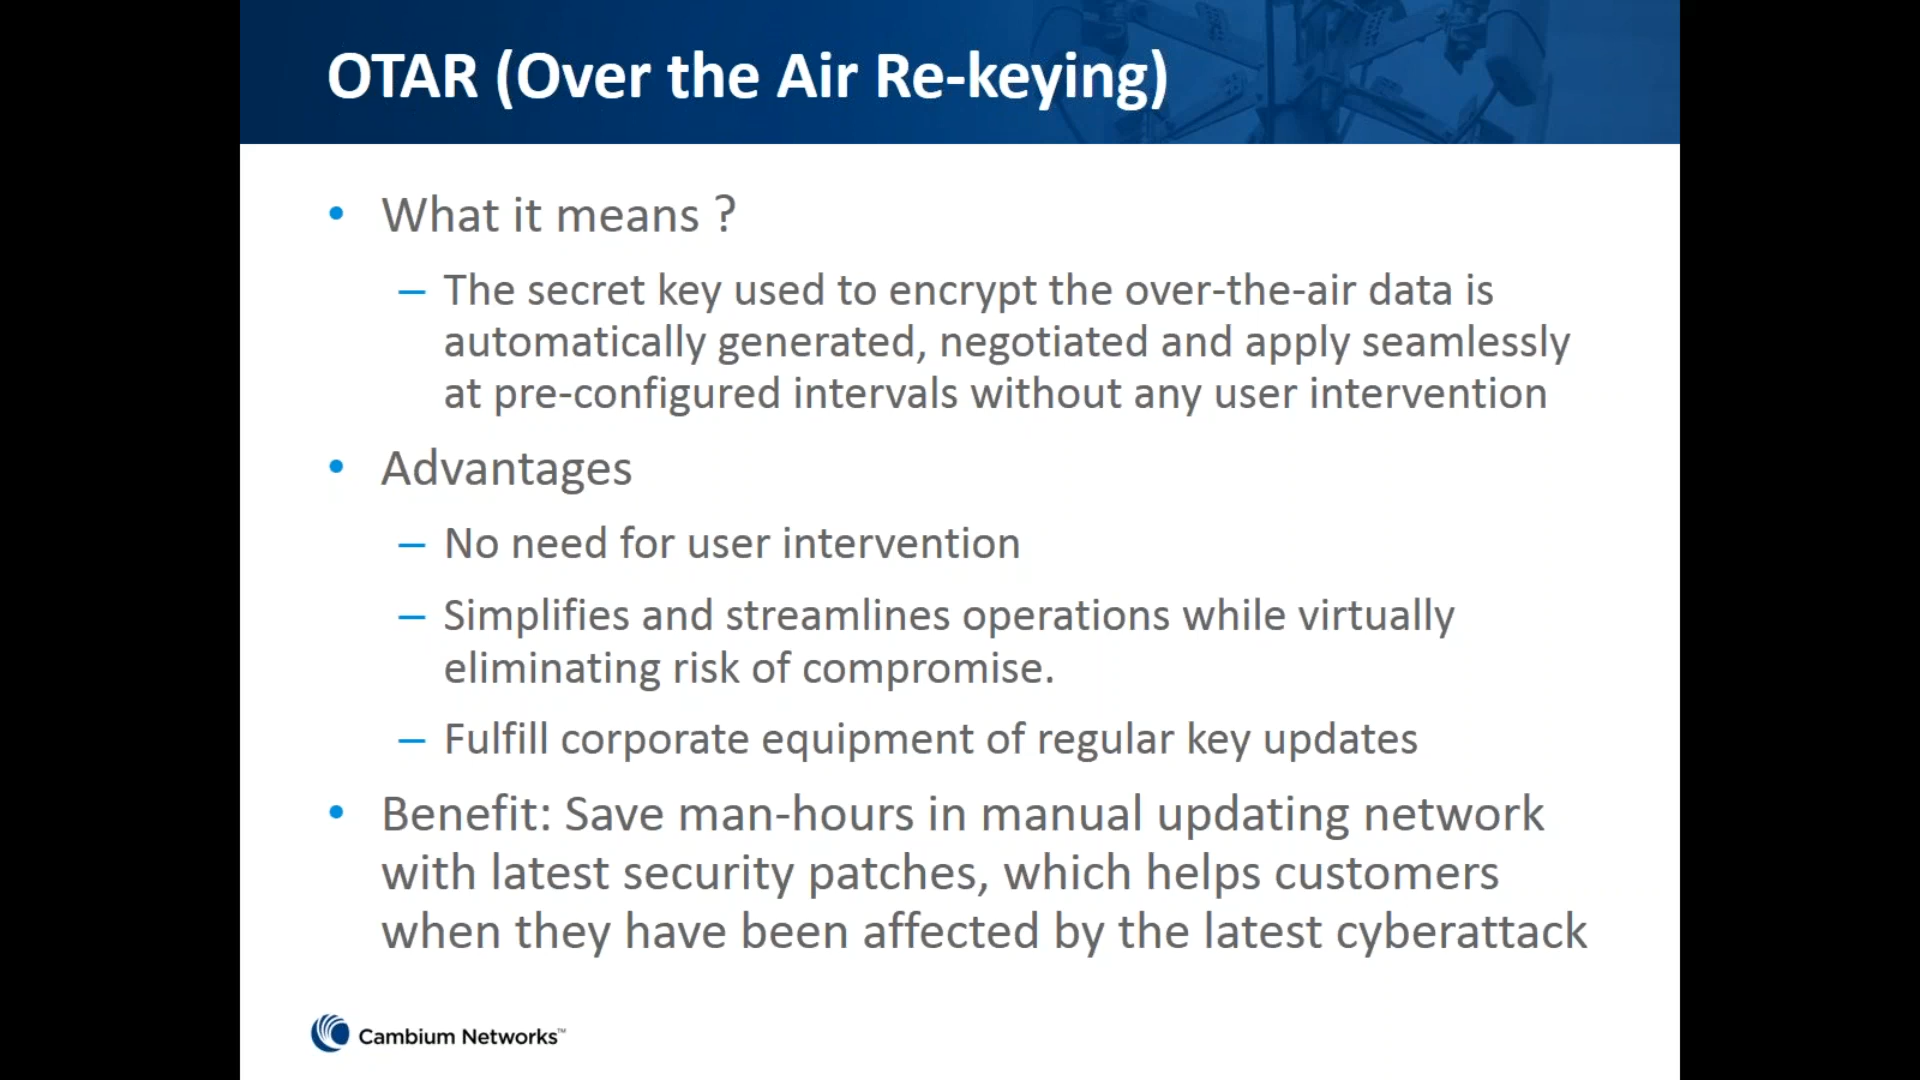 OTAR (Over the Air Re-keying)
• What it means ?
– The secret key used to encrypt the over-the-air data is
automatically generated, negotiated and apply seamlessly
at pre-configured intervals without any user intervention
• Advantages
– No need for user intervention
– Simplifies and streamlines operations while virtually
eliminating risk of compromise.
– Fulfill corporate equipment of regular key updates
• Benefit: Save man-hours in manual updating network
with latest security patches, which helps customers
when they have been affected by the latest cyberattack
Cambium Networks™